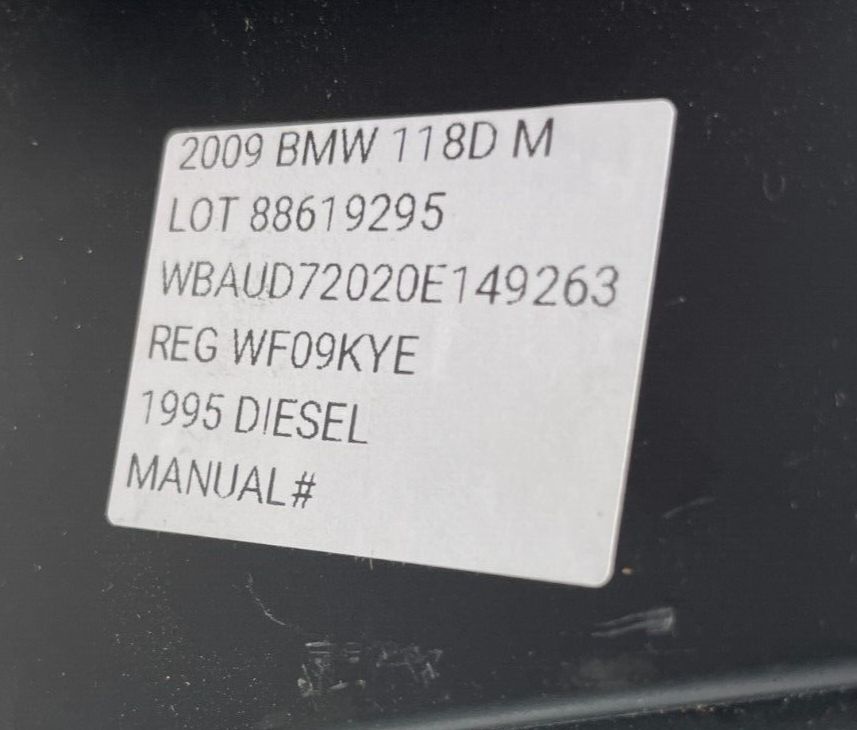 2009 BMW 118D M
LOT 88619295
WBAUD72020E149263
REG WF09KYE
1995 DIESEL
MANUAL#